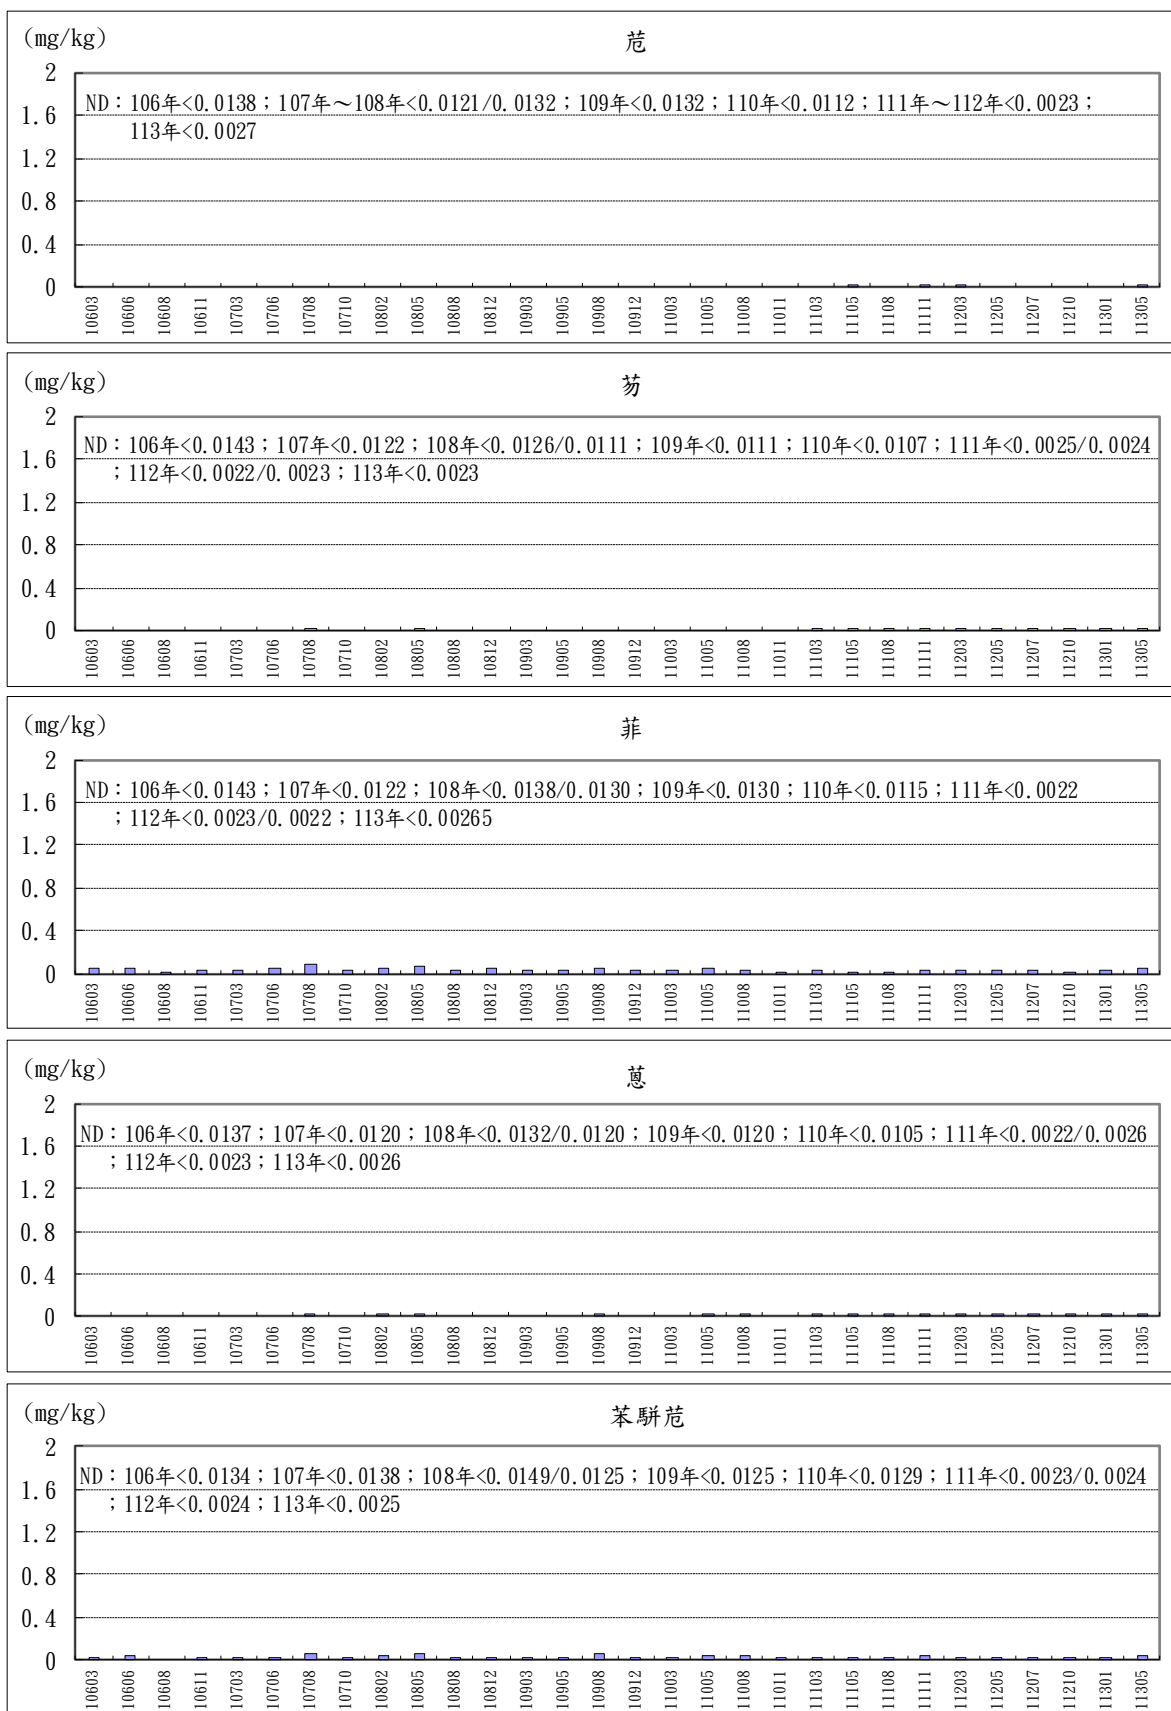 (mg/kg)
苊
2
1.6
1.2
0.8
0.4
0
ND：106年<0.0138；107年～108年<0.0121/0.0132；109年<0.0132；110年<0.0112；111年～112年<0.0023；
113年<0.0027
10603 10606 10608 10611 10703 10706 10708 10710 10802 10805 10808 10812 10903 10905 10908 10912 11003 11005 11008 11011 11103 11105 11108 11111 11203 11205 11207 11210 11301 11305
(mg/kg)
芴
2
1.6
1.2
0.8
0.4
0
ND：106年<0.0143；107年<0.0122；108年<0.0126/0.0111；109年<0.0111；110年<0.0107；111年<0.0025/0.0024
；112年<0.0022/0.0023；113年<0.0023
10603 10606 10608 10611 10703 10706 10708 10710 10802 10805 10808 10812 10903 10905 10908 10912 11003 11005 11008 11011 11103 11105 11108 11111 11203 11205 11207 11210 11301 11305
(mg/kg)
菲
2
1.6
1.2
0.8
0.4
0
ND：106年<0.0143；107年<0.0122；108年<0.0138/0.0130；109年<0.0130；110年<0.0115；111年<0.0022
；112年<0.0023/0.0022；113年<0.00265
10603 10606 10608 10611 10703 10706 10708 10710 10802 10805 10808 10812 10903 10905 10908 10912 11003 11005 11008 11011 11103 11105 11108 11111 11203 11205 11207 11210 11301 11305
(mg/kg)
蒽
2
1.6
1.2
0.8
0.4
0
ND：106年<0.0137；107年<0.0120；108年<0.0132/0.0120；109年<0.0120；110年<0.0105；111年<0.0022/0.0026
；112年<0.0023；113年<0.0026
10603 10606 10608 10611 10703 10706 10708 10710 10802 10805 10808 10812 10903 10905 10908 10912 11003 11005 11008 11011 11103 11105 11108 11111 11203 11205 11207 11210 11301 11305
(mg/kg)
苯駢苊
2
1.6
1.2
0.8
0.4
0
ND：106年<0.0134；107年<0.0138；108年<0.0149/0.0125；109年<0.0125；110年<0.0129；111年<0.0023/0.0024
；112年<0.0024；113年<0.0025
10603 10606 10608 10611 10703 10706 10708 10710 10802 10805 10808 10812 10903 10905 10908 10912 11003 11005 11008 11011 11103 11105 11108 11111 11203 11205 11207 11210 11301 11305